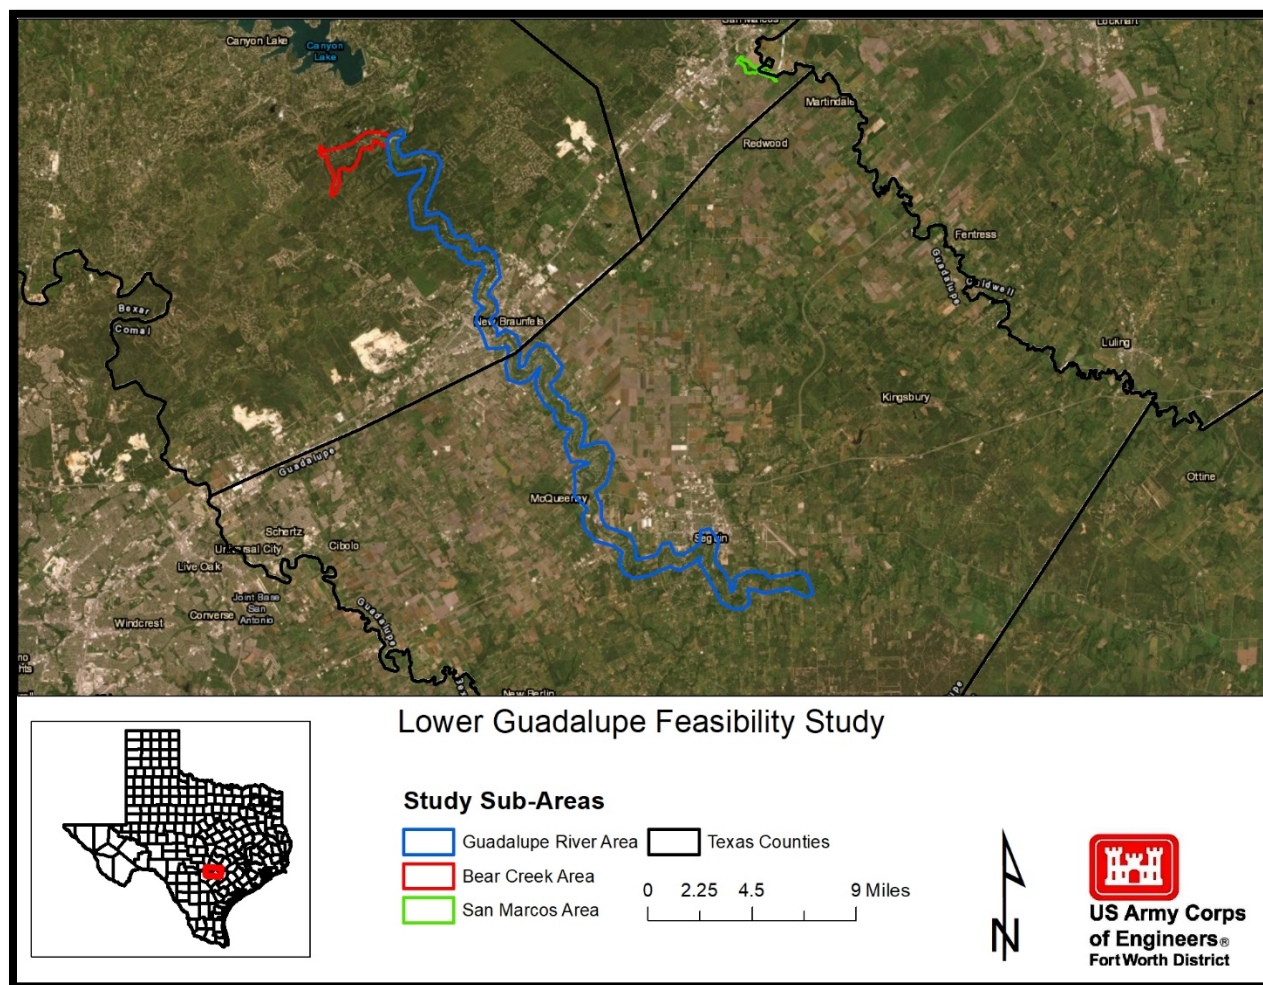 San Marcos
Lockhart
Canyon Lake
Canyon
Lake
Martindale
Redwood
Fentress
Guadalupe
Caldwell
Bexar
Comal
New Braunfels
Luling
Kingsbury
Guadalupe
McQueeney
Ottine
Schertz
Seguin
Universal City
Cibolo
Live Oak
Joint Base
San
Antonio
Converse
Windcrest
Guadalupe
New Berlin
Lower Guadalupe Feasibility Study
Study Sub-Areas
Guadalupe River Area
Texas Counties
Bear Creek Area
San Marcos Area
0 2.25 4.5 9 Miles
N
US Army Corps
of Engineers®
Fort Worth District